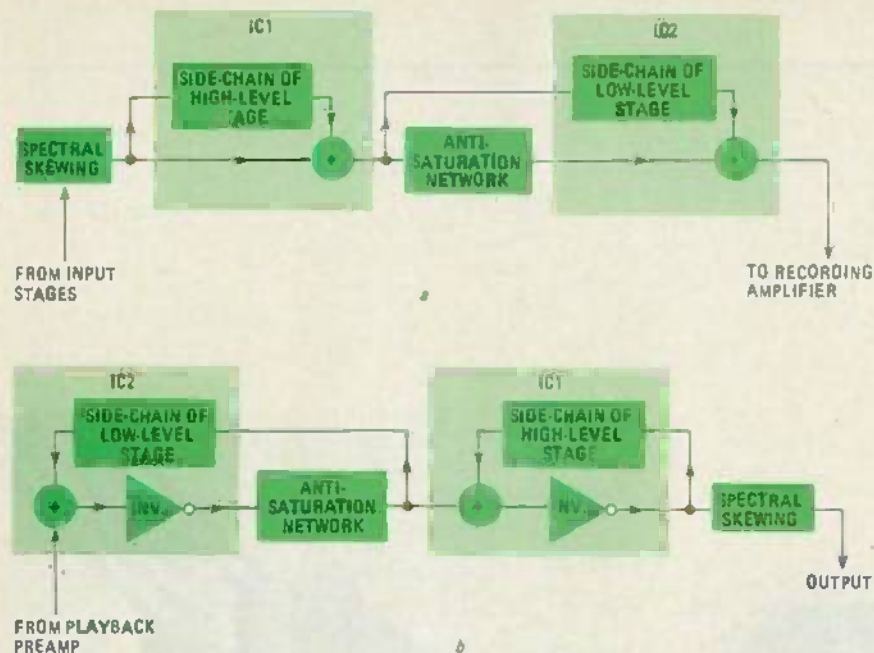 IC1
SIDE-CHAIN OF
HIGH-LEVEL
STAGE
SPECTRAL
SKEWING
+
FROM INPUT
STAGES
ANTI-
SATURATION
NETWORK
IC2
SIDE-CHAIN OF
LOW-LEVEL
STAGE
+
TO RECORDING
AMPLIFIER
a
IC2
SIDE-CHAIN OF
LOW-LEVEL
STAGE
+
INV.
FROM PLAYBACK
PREAMP
ANTI-
SATURATION
NETWORK
IC1
SIDE-CHAIN OF
HIGH-LEVEL
STAGE
+
INV.
SPECTRAL
SKEWING
OUTPUT
b